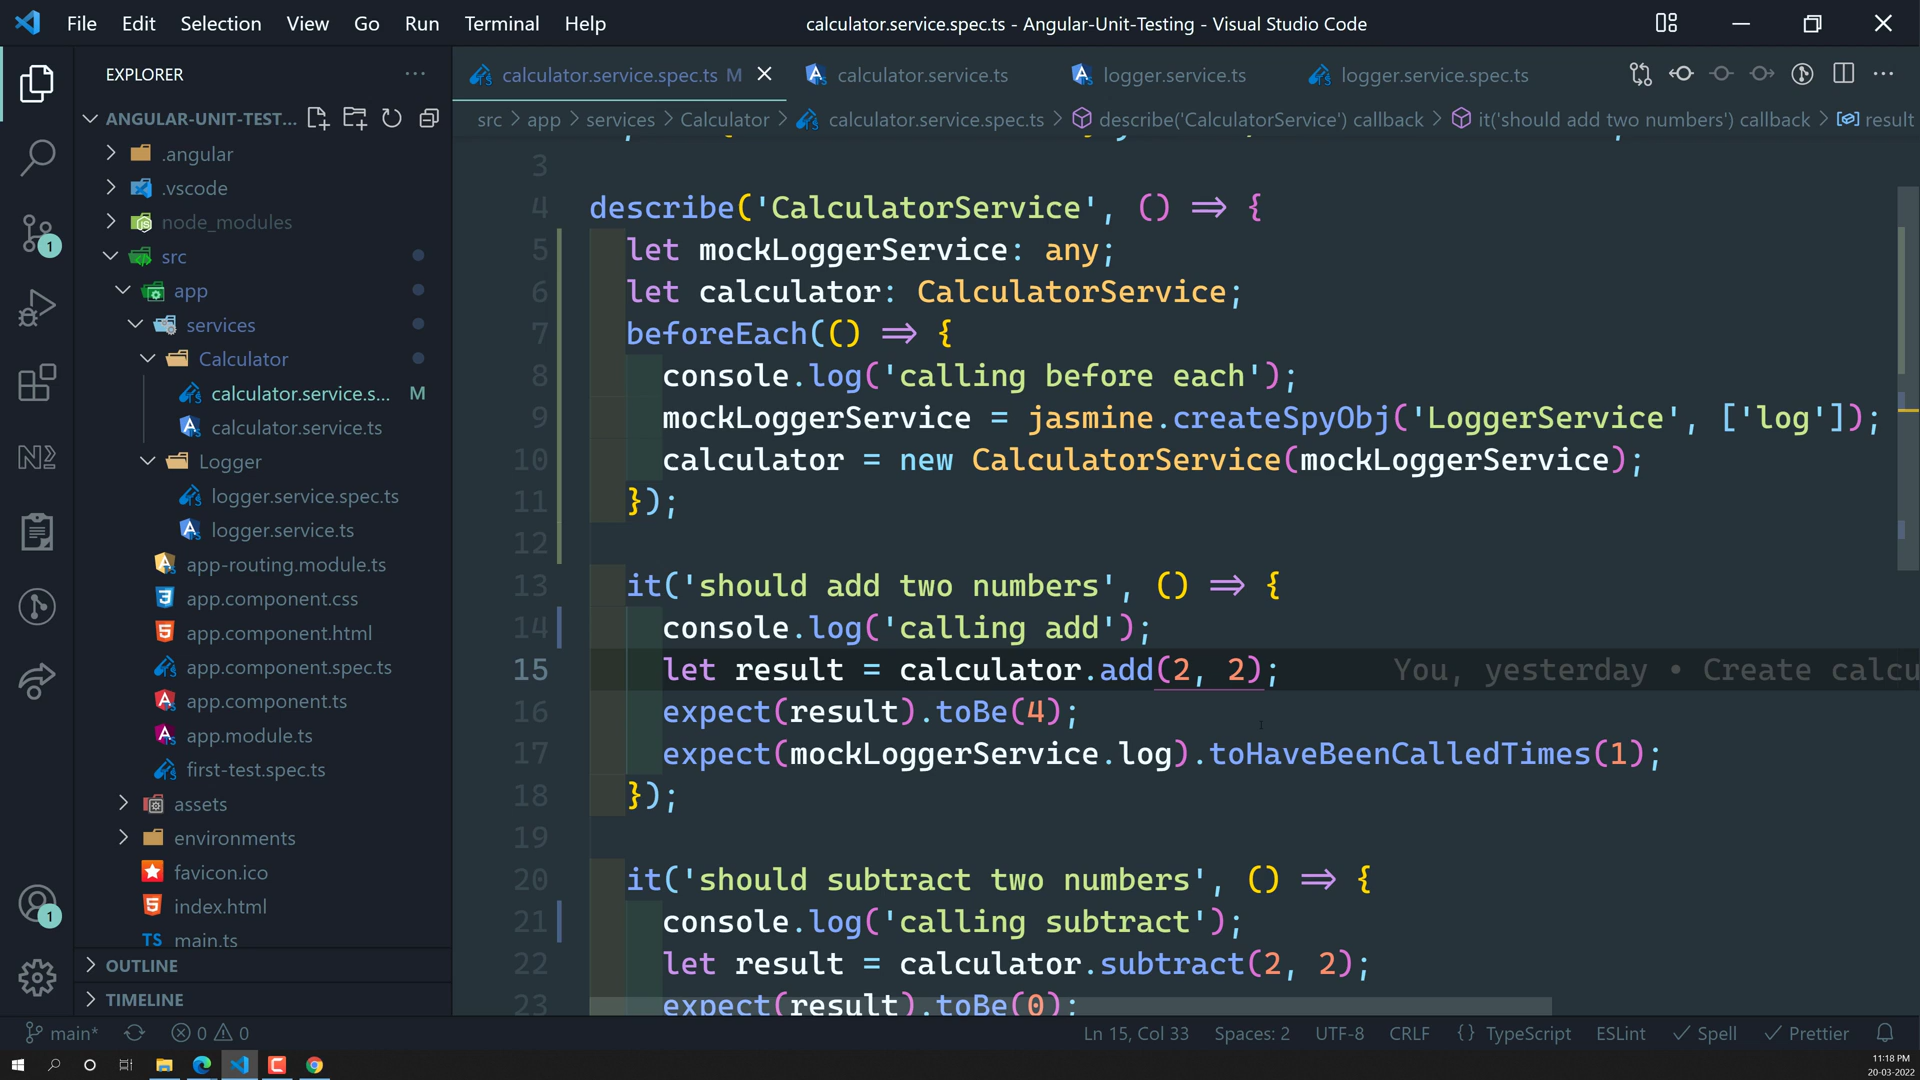 File Edit Selection View Go Run Terminal Help
calculator.service.spec.ts - Angular-Unit-Testing - Visual Studio Code
EXPLORER
calculator.service.spec.ts M
calculator.service.ts
logger.service.ts
logger.service.spec.ts
ANGULAR-UNIT-TEST...
src > app > services > Calculator > calculator.service.spec.ts > describe('CalculatorService') callback > it('should add two numbers') callback > result
.angular
.vscode
node_modules
src
app
services
Calculator
calculator.service.s... M
calculator.service.ts
Logger
logger.service.spec.ts
logger.service.ts
app-routing.module.ts
app.component.css
app.component.html
app.component.spec.ts
app.component.ts
app.module.ts
first-test.spec.ts
assets
environments
favicon.ico
index.html
TS main.ts
OUTLINE
TIMELINE
1
1
3
4 describe('CalculatorService', () => {
5 let mockLoggerService: any;
6 let calculator: CalculatorService;
7 beforeEach(() => {
8 console.log('calling before each');
9 mockLoggerService = jasmine.createSpyObj('LoggerService', ['log']);
10 calculator = new CalculatorService(mockLoggerService);
11 });
12
13 it('should add two numbers', () => {
14 console.log('calling add');
15 let result = calculator.add(2, 2); You, yesterday • Create calcu
16 expect(result).toBe(4);
17 expect(mockLoggerService.log).toHaveBeenCalledTimes(1);
18 });
19
20 it('should subtract two numbers', () => {
21 console.log('calling subtract');
22 let result = calculator.subtract(2, 2);
23 expect(result).toBe(0);
main* 0 0 Ln 15, Col 33 Spaces: 2 UTF-8 CRLF {} TypeScript ESLint Spell Prettier
11:18 PM
20-03-2022